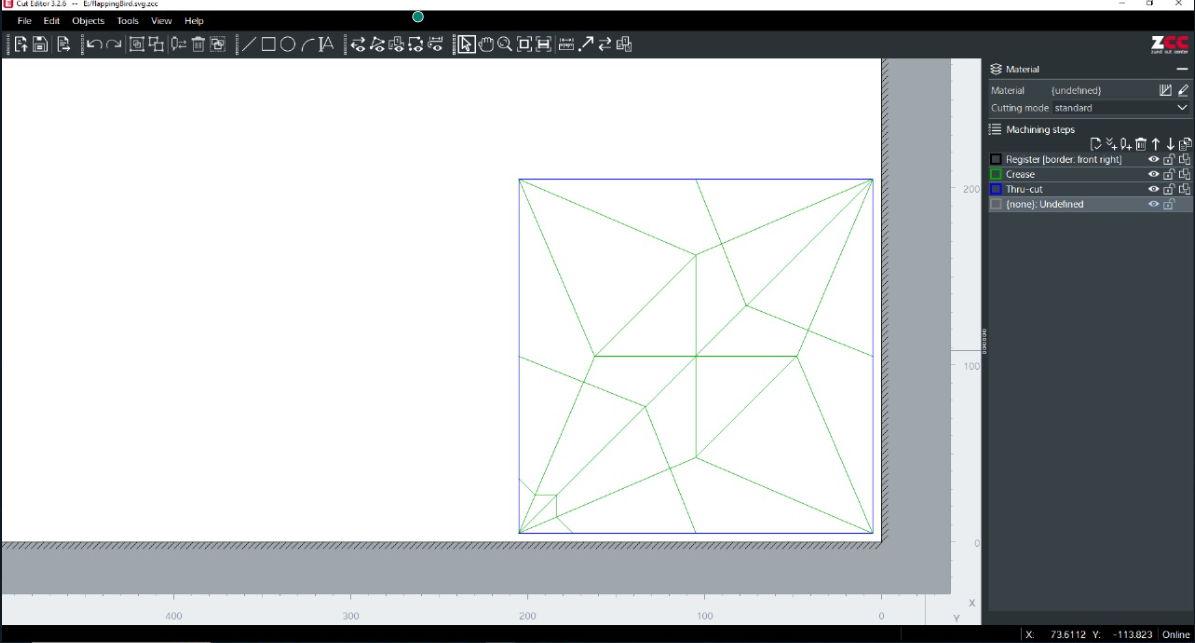 Cut Editor 3.2.6 -- E:/flappingBird.svg.zcc
File Edit Objects Tools View Help
ZCC
zund cut center
Material
Material {undefined}
Cutting mode standard
Machining steps
Register [border: front right]
Crease
Thru-cut
{none}: Undefined
200
100
0
400 300 200 100 0
X
Y
X: 73.6112 Y: -113.823 Online